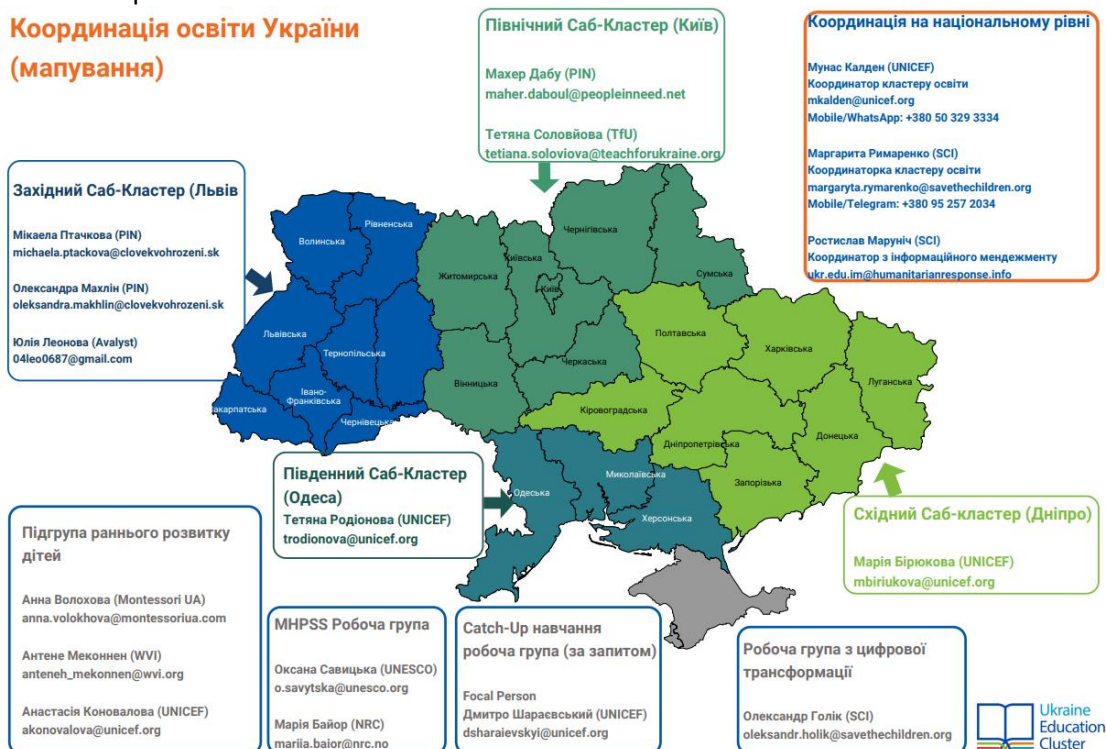 Координація освіти України
(мапування)
Північний Саб-Кластер (Київ)
Махер Дабу (PIN)
maher.daboul@peopleinneed.net
Тетяна Соловйова (TfU)
tetiana.soloviova@teachforukraine.org
Координація на національному рівні
Мунас Калден (UNICEF)
Координатор кластеру освіти
mkalden@unicef.org
Mobile/WhatsApp: +380 50 329 3334
Маргарита Римаренко (SCI)
Координаторка кластеру освіти
margaryta.rymarenko@savethechildren.org
Mobile/Telegram: +380 95 257 2034
Ростислав Маруніч (SCI)
Координатор з інформаційного мендежменту
ukr.edu.im@humanitarianresponse.info
Західний Саб-Кластер (Львів
Мікаела Птачкова (PIN)
michaela.ptackova@clovekvohrozeni.sk
Олександра Махлін (PIN)
oleksandra.makhlin@clovekvohrozeni.sk
Юлія Леонова (Avalyst)
04leo0687@gmail.com
Волинська
Рівненська
Житомирська
Київська
Київ
Чернігівська
Сумська
Львівська
Тернопільська
Івано-
Франківська
Закарпатська
Чернівецька
Вінницька
Черкаська
Полтавська
Харківська
Луганська
Кіровоградська
Дніпропетрівська
Донецька
Запорізька
Миколаївська
Одеська
Херсонська
Південний Саб-Кластер
(Одеса)
Тетяна Родіонова (UNICEF)
trodionova@unicef.org
Східний Саб-кластер (Дніпро)
Марія Бірюкова (UNICEF)
mbiriukova@unicef.org
Підгрупа раннього розвитку
дітей
Анна Волохова (Montessori UA)
anna.volokhova@montessoriua.com
Антене Меконнен (WVI)
anteneh_mekonnen@wvi.org
Анастасія Коновалова (UNICEF)
akonovalova@unicef.org
MHPSS Робоча група
Оксана Савицька (UNESCO)
o.savytska@unesco.org
Марія Байор (NRC)
mariia.baior@nrc.no
Catch-Up навчання
робоча група (за запитом)
Focal Person
Дмитро Шараєвський (UNICEF)
dsharaievskyi@unicef.org
Робоча група з цифрової
трансформації
Олександр Голік (SCI)
oleksandr.holik@savethechildren.org
Ukraine
Education
Cluster